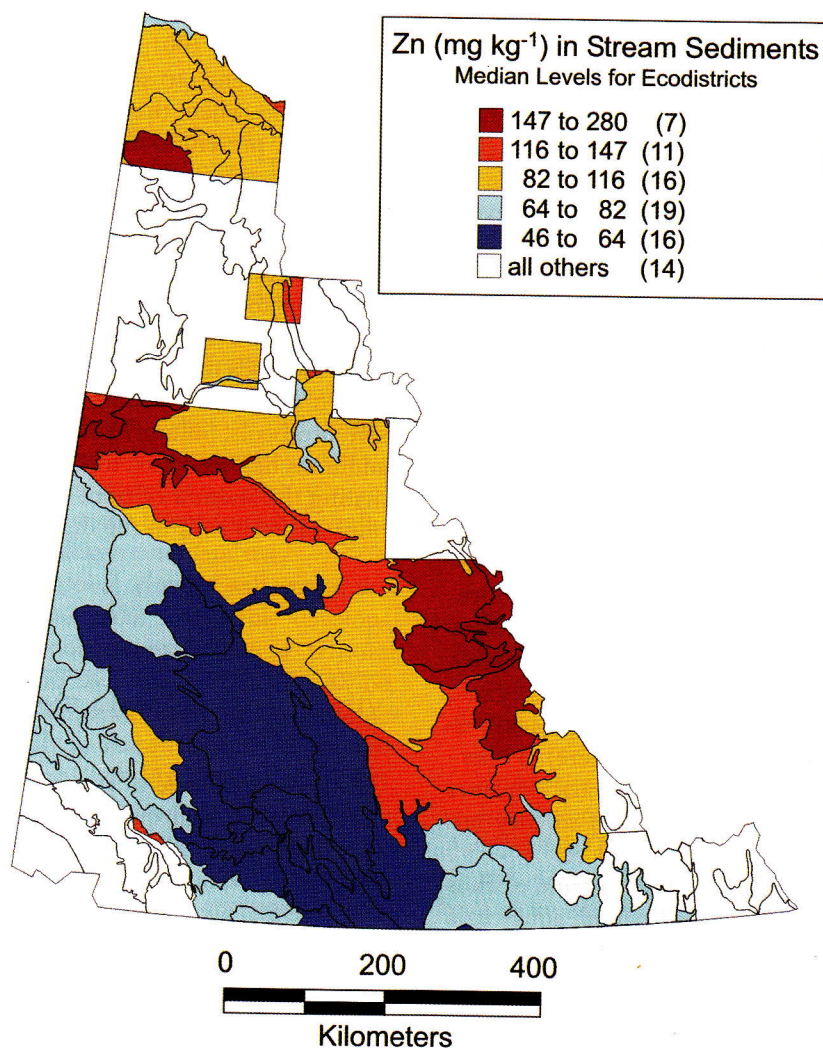 Zn (mg kg⁻¹) in Stream Sediments
Median Levels for Ecodistricts
147 to 280 (7)
116 to 147 (11)
82 to 116 (16)
64 to 82 (19)
46 to 64 (16)
all others (14)
0 200 400
Kilometers